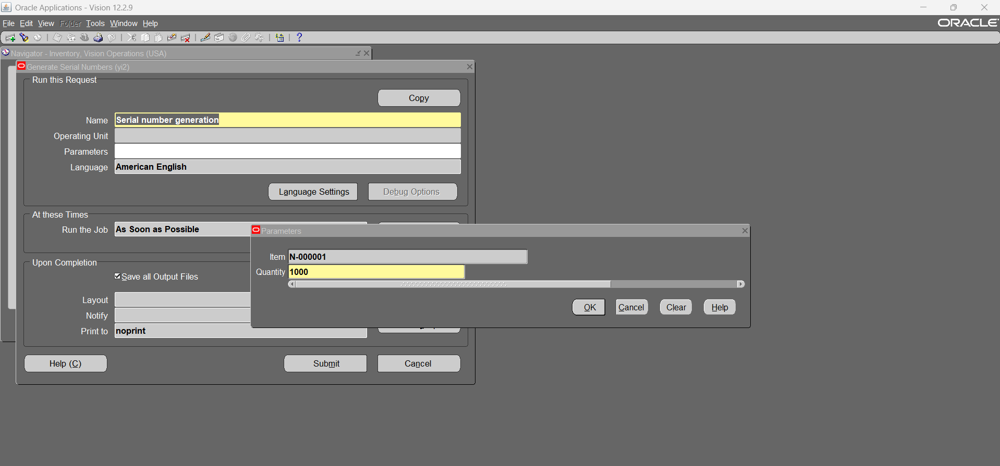 Oracle Applications - Vision 12.2.9
File Edit View Folder Tools Window Help
ORACLE
Navigator - Inventory, Vision Operations (USA)
Generate Serial Numbers (yi2)
Run this Request
Copy
Name Serial number generation
Operating Unit
Parameters
Language American English
Language Settings Debug Options
At these Times
Run the Job As Soon as Possible
Parameters
Item N-000001
Quantity 1000
OK Cancel Clear Help
Upon Completion
Save all Output Files
Layout
Notify
Print to noprint
Help (C) Submit Cancel